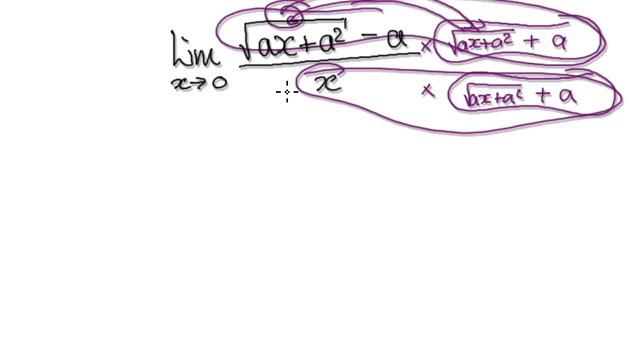 Lim √ax+a² - a × √ax+a² + a
x→0 x × √ax+a² + a